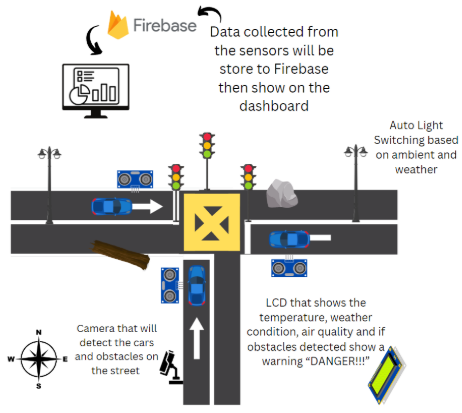 Firebase
Data collected from
the sensors will be
store to Firebase
then show on the
dashboard
Auto Light
Switching based
on ambient and
weather
LCD that shows the
temperature, weather
condition, air quality and if
obstacles detected show a
warning “DANGER!!!”
Camera that will
detect the cars
and obstacles on
the street
N
W
E
S